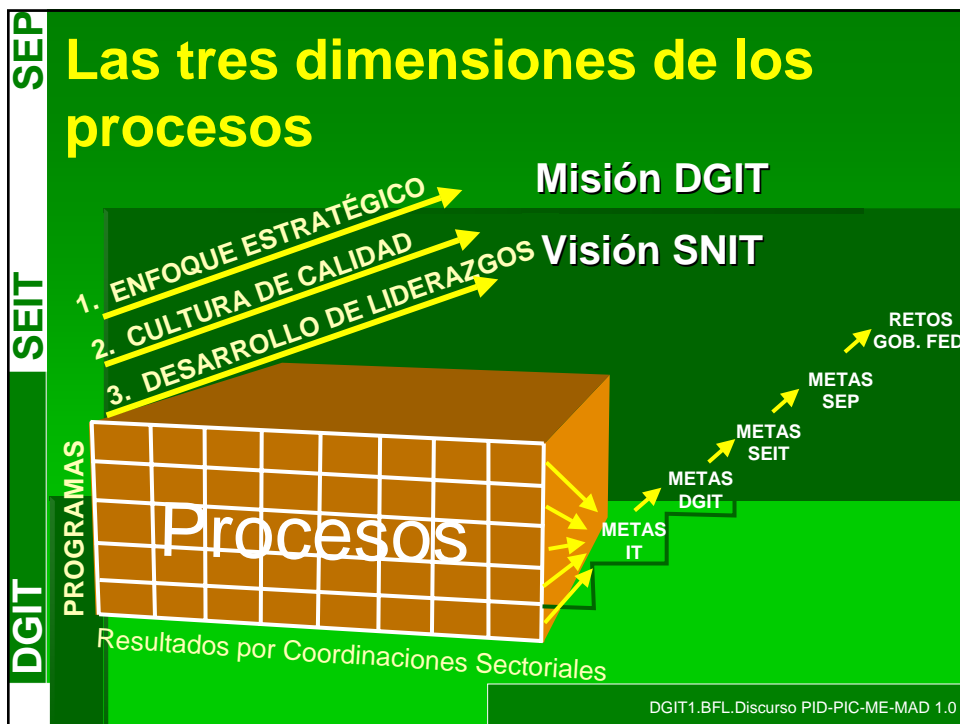 SEP
SEIT
DGIT
Las tres dimensiones de los
procesos
Misión DGIT
Visión SNIT
1. ENFOQUE ESTRATÉGICO
2. CULTURA DE CALIDAD
3. DESARROLLO DE LIDERAZGOS
RETOS
GOB. FED
METAS
SEP
METAS
SEIT
METAS
DGIT
METAS
IT
PROGRAMAS
Procesos
Resultados por Coordinaciones Sectoriales
DGIT1.BFL.Discurso PID-PIC-ME-MAD 1.0